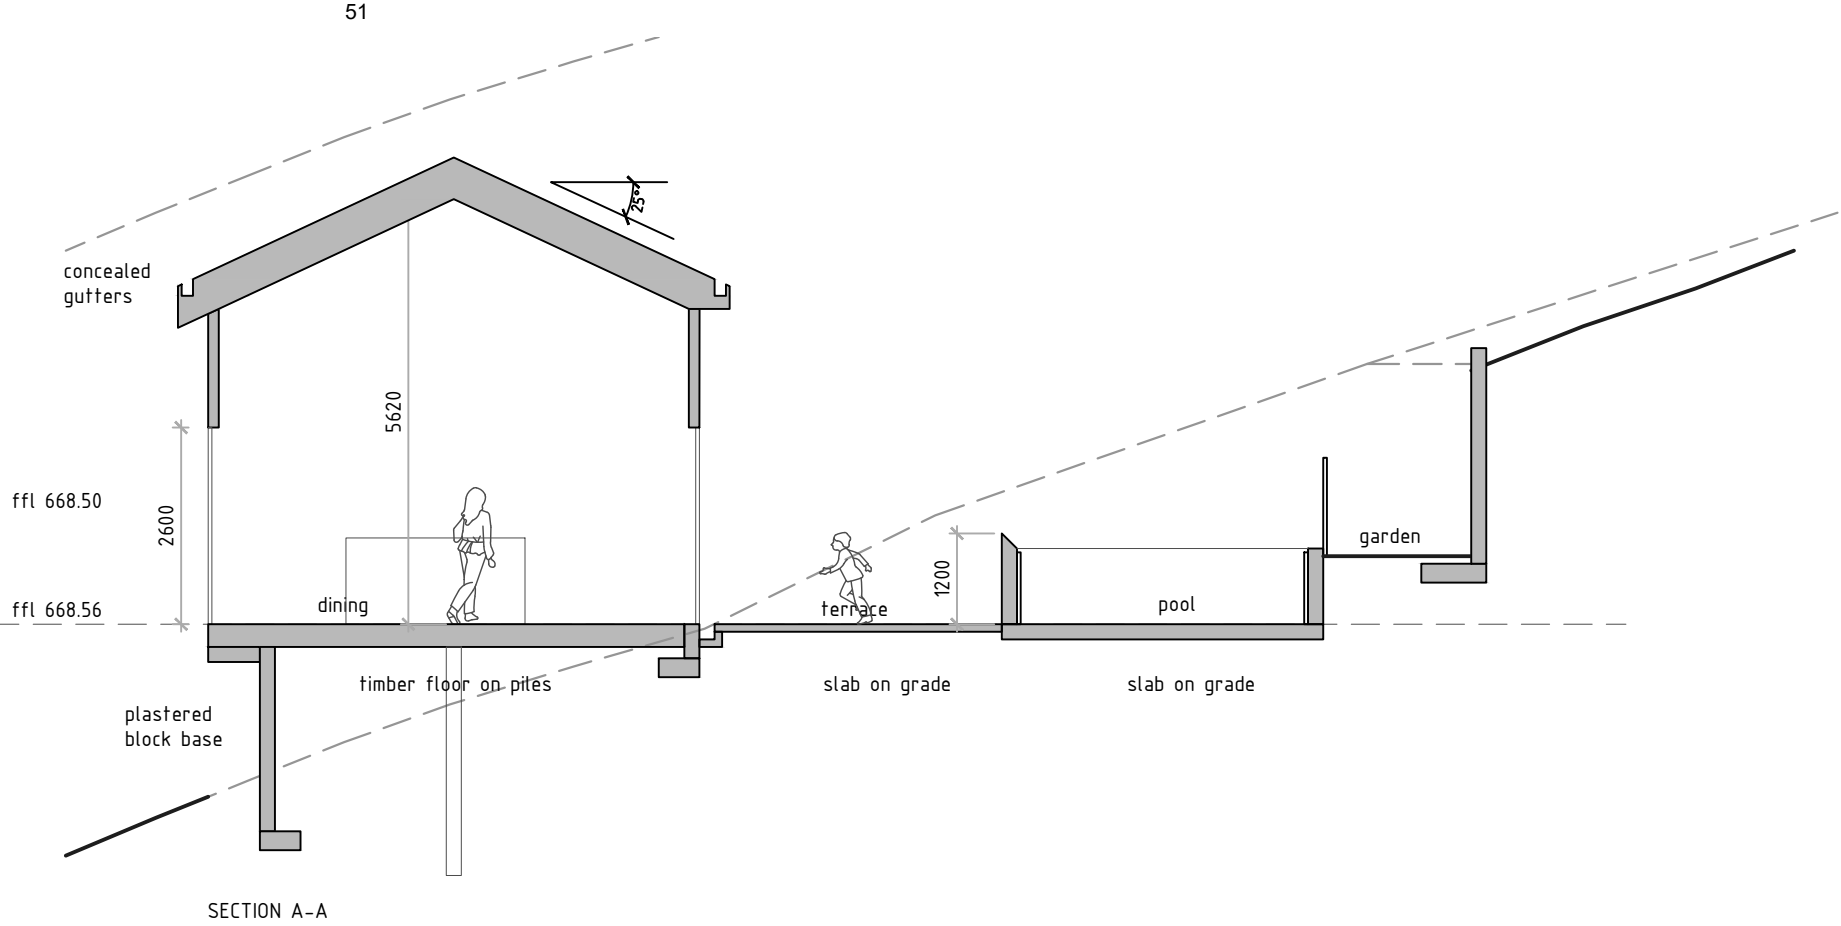 51
25°
concealed
gutters
5620
ffl 668.50
2600
garden
1200
ffl 668.56
dining
terrace
pool
timber floor on piles
slab on grade
slab on grade
plastered
block base
SECTION A-A